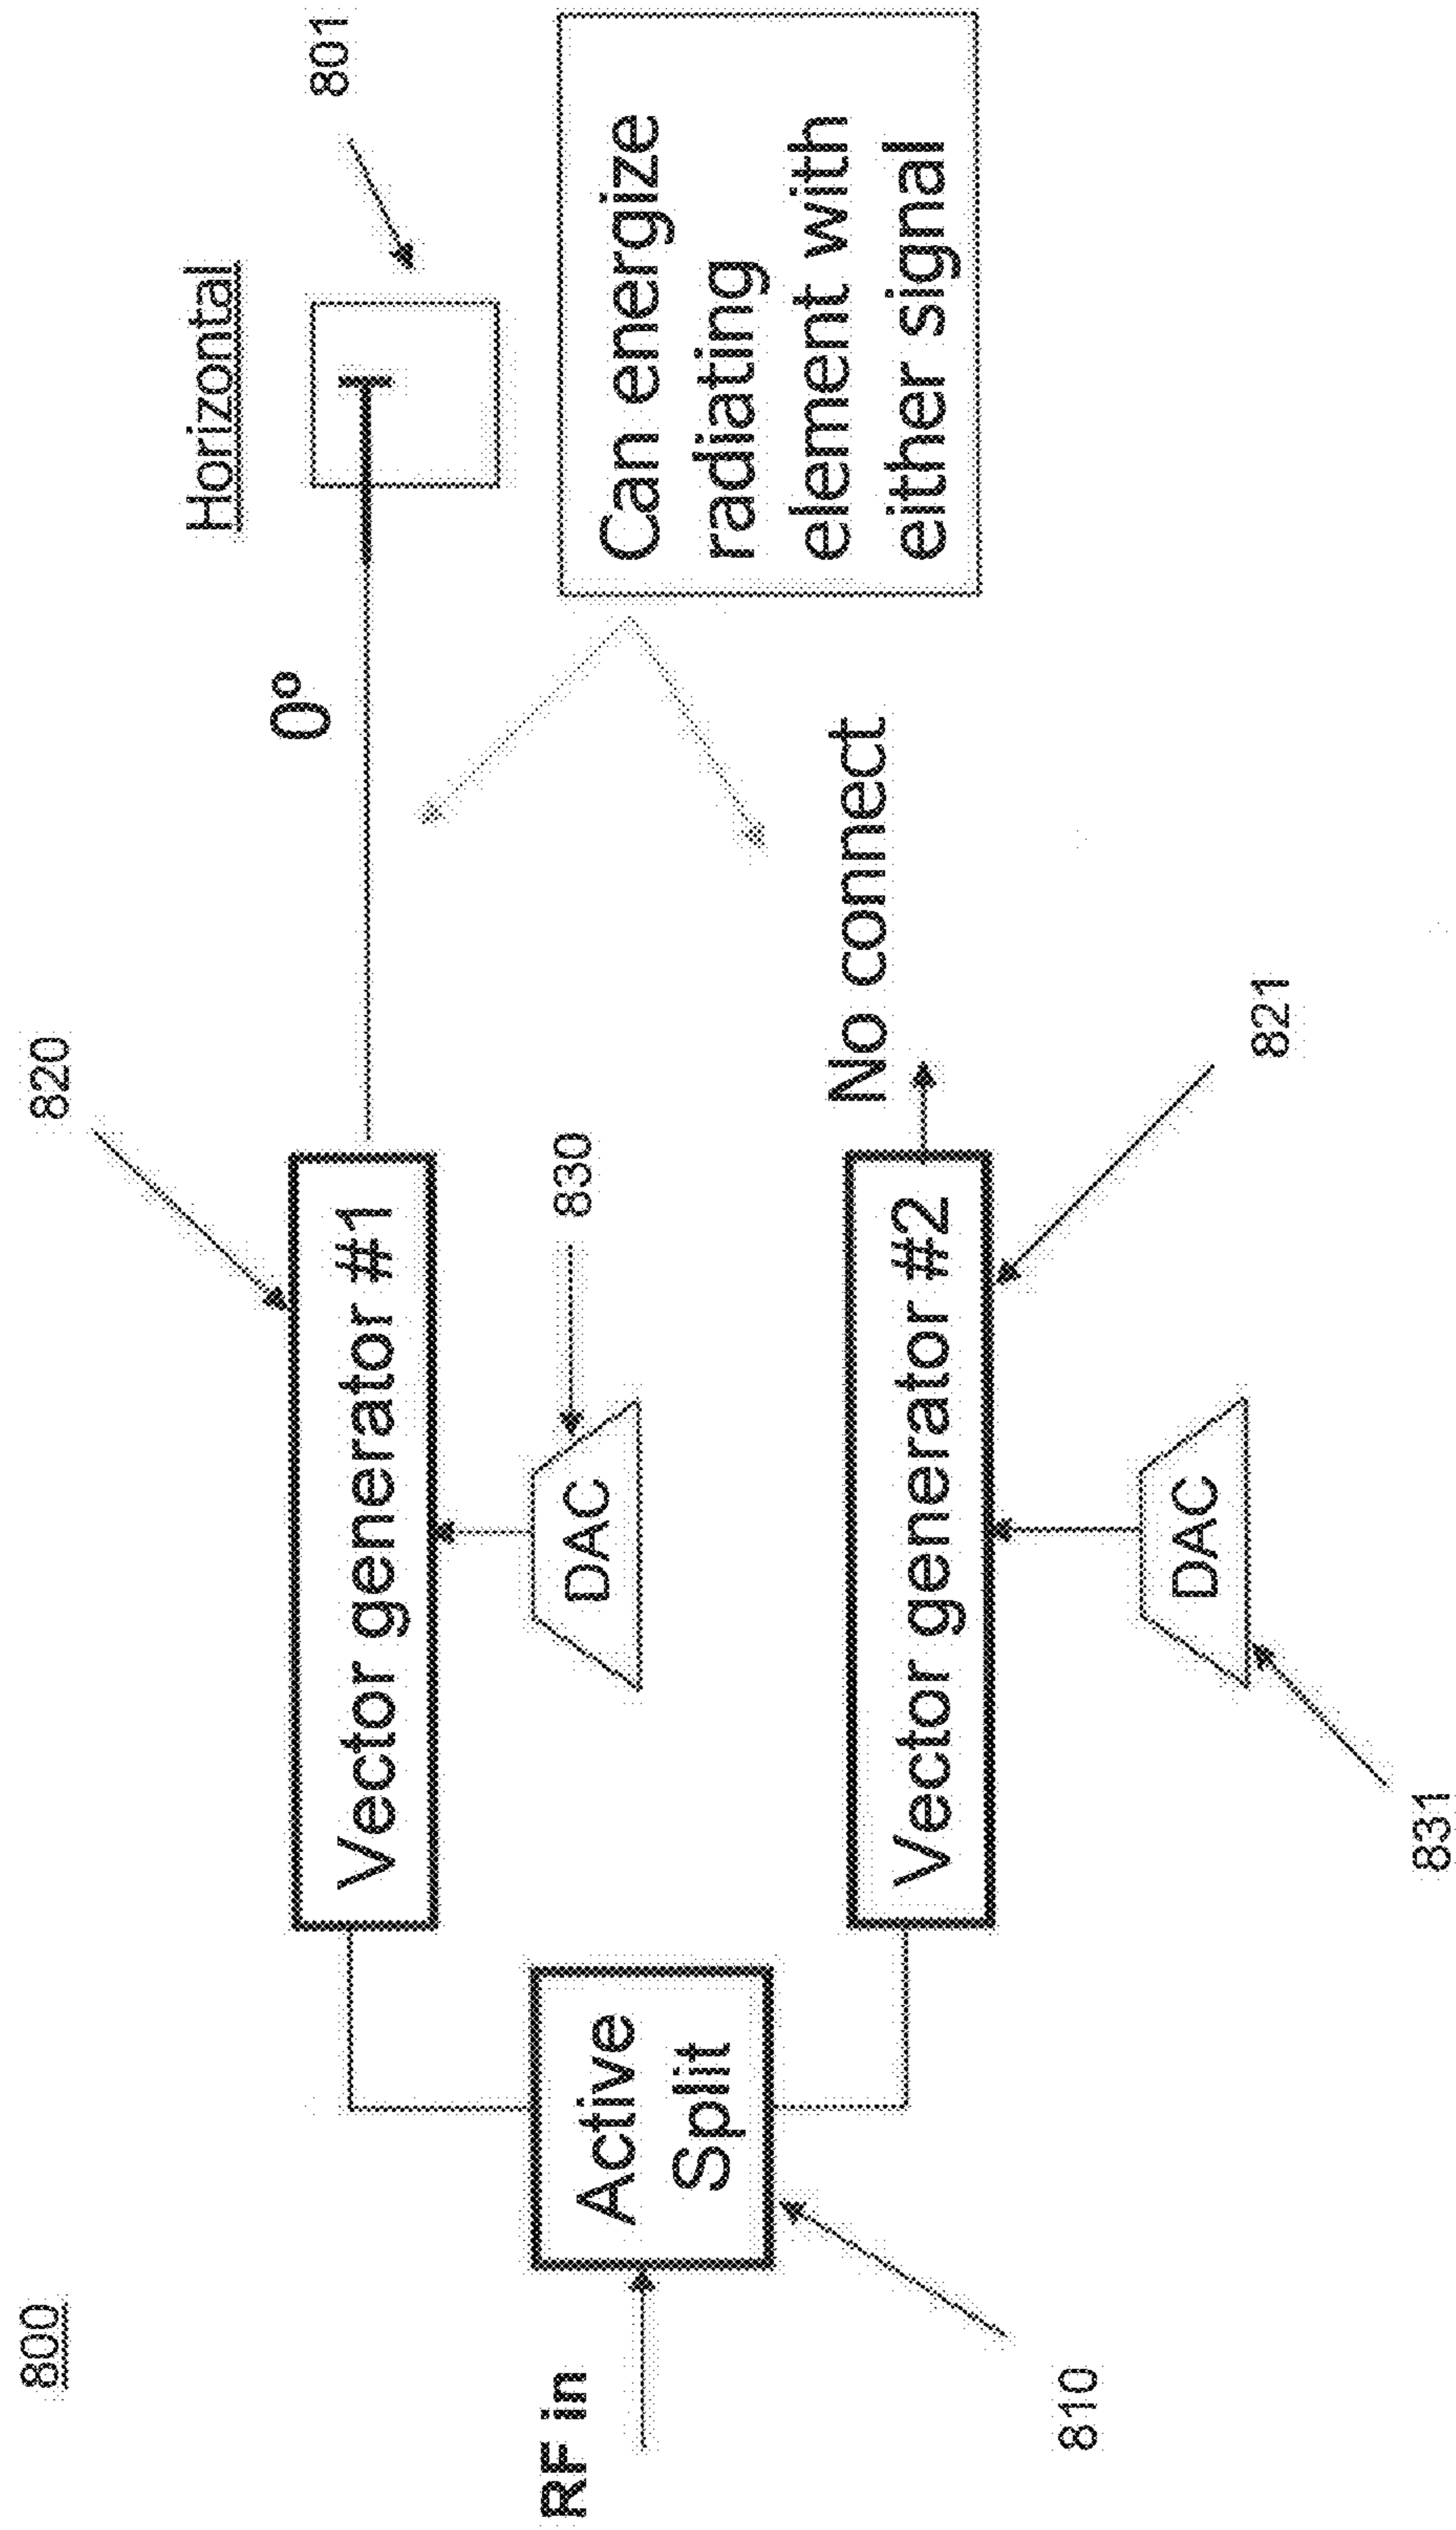 800
820
Horizontal
801
0º
Vector generator #1
830
DAC
RF in
Active
Split
Can energize
radiating
element with
either signal
No connect
Vector generator #2
821
810
DAC
831